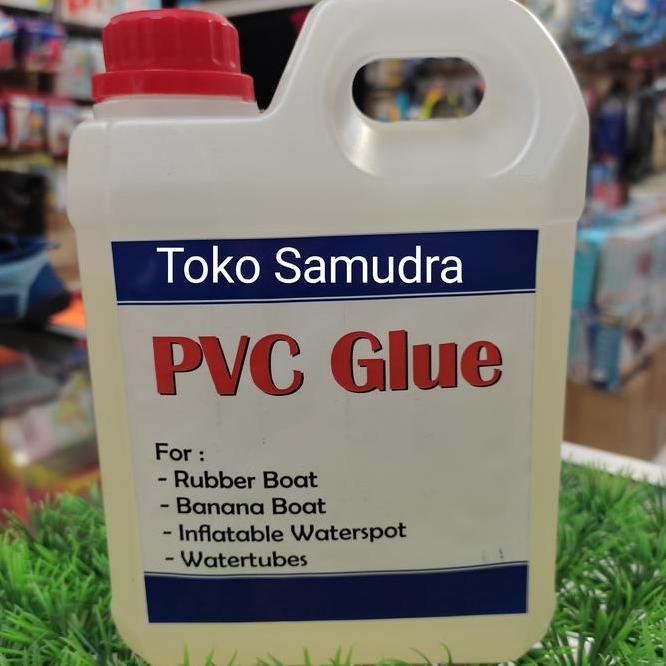 Toko Samudra
PVC Glue
For :
- Rubber Boat
- Banana Boat
- Inflatable Waterspot
- Watertubes